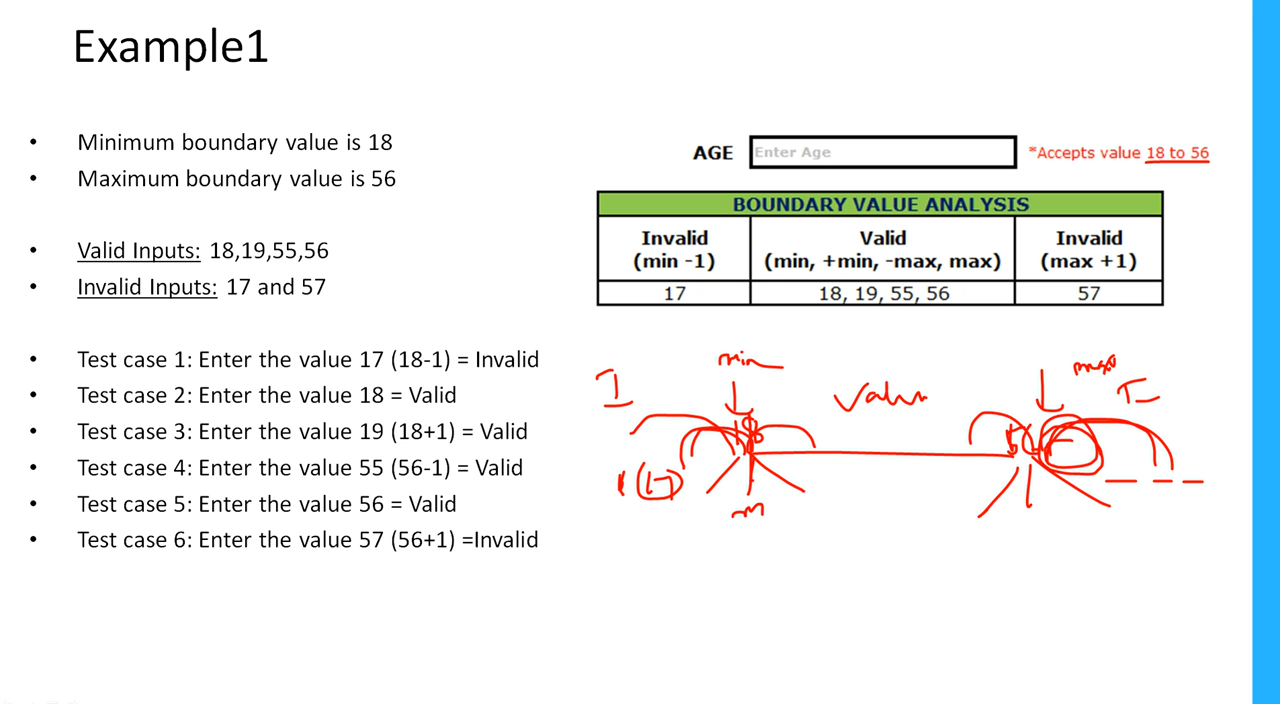 Example1
• Minimum boundary value is 18
• Maximum boundary value is 56
• Valid Inputs: 18,19,55,56
• Invalid Inputs: 17 and 57
• Test case 1: Enter the value 17 (18-1) = Invalid
• Test case 2: Enter the value 18 = Valid
• Test case 3: Enter the value 19 (18+1) = Valid
• Test case 4: Enter the value 55 (56-1) = Valid
• Test case 5: Enter the value 56 = Valid
• Test case 6: Enter the value 57 (56+1) =Invalid
AGE Enter Age *Accepts value 18 to 56
BOUNDARY VALUE ANALYSIS
Invalid (min -1) Valid (min, +min, -max, max) Invalid (max +1)
17 18, 19, 55, 56 57
min max
I I
17